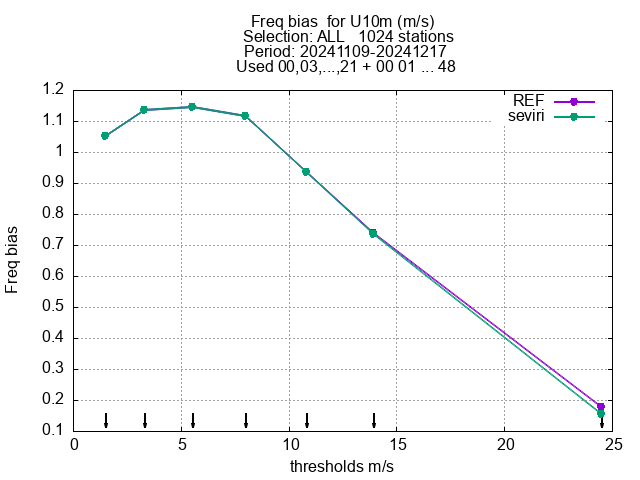 Freq bias  for U10m (m/s)
Selection: ALL   1024 stations
Period: 20241109-20241217
Used 00,03,...,21 + 00 01 ... 48
REF
seviri
1.2
1.1
1
0.9
0.8
0.7
0.6
0.5
0.4
0.3
0.2
0.1
Freq bias
0 5 10 15 20 25
thresholds m/s